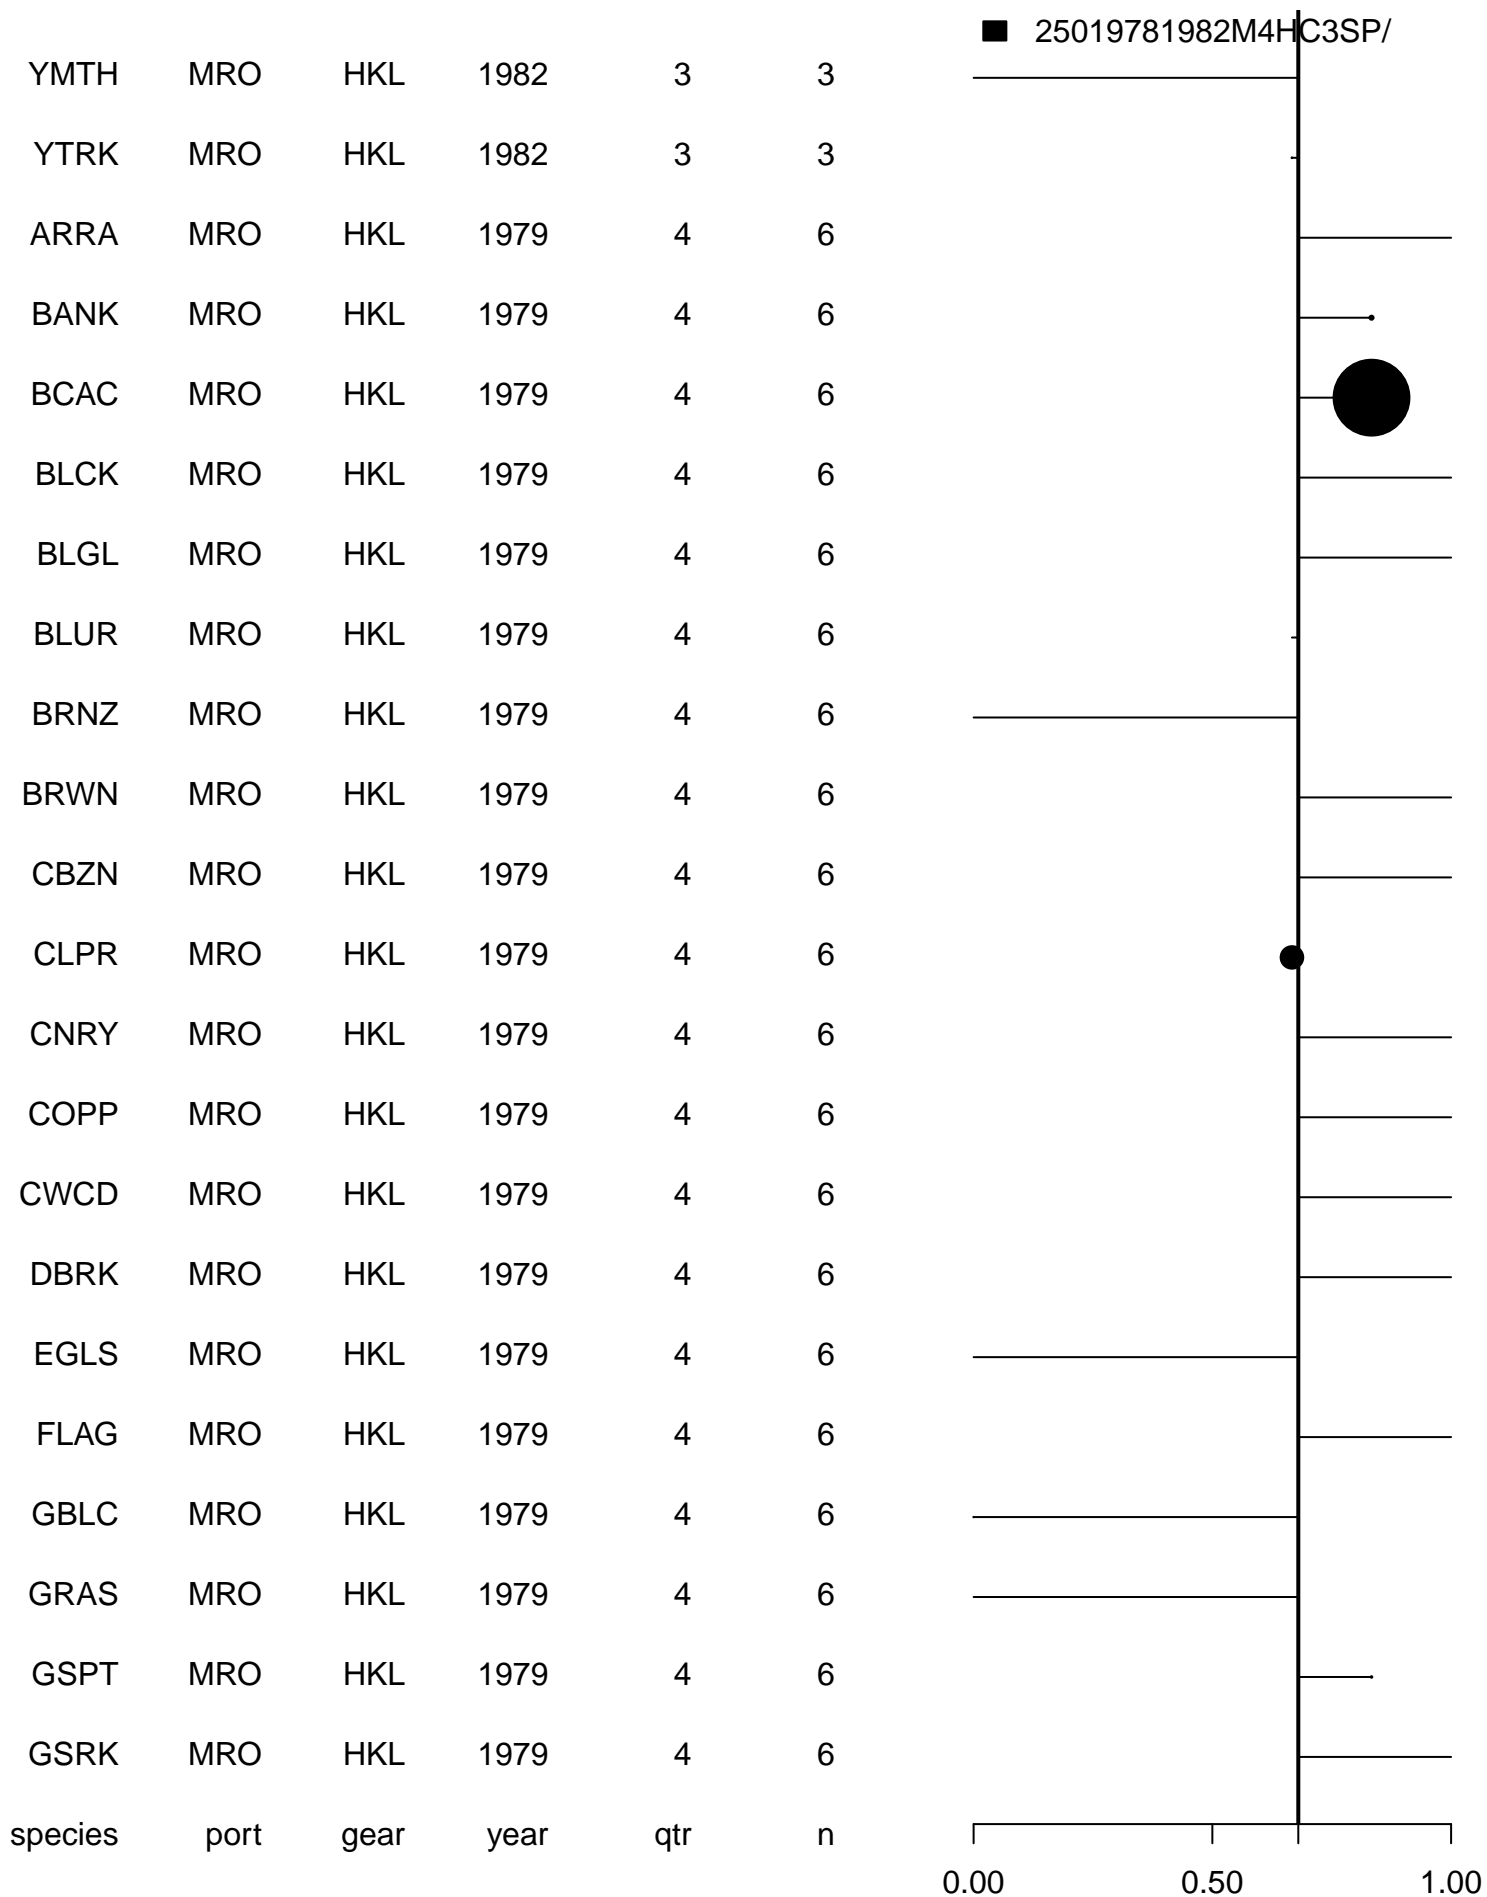 25019781982M4HC3SP/
YMTH MRO HKL 1982 3 3
YTRK MRO HKL 1982 3 3
ARRA MRO HKL 1979 4 6
BANK MRO HKL 1979 4 6
BCAC MRO HKL 1979 4 6
BLCK MRO HKL 1979 4 6
BLGL MRO HKL 1979 4 6
BLUR MRO HKL 1979 4 6
BRNZ MRO HKL 1979 4 6
BRWN MRO HKL 1979 4 6
CBZN MRO HKL 1979 4 6
CLPR MRO HKL 1979 4 6
CNRY MRO HKL 1979 4 6
COPP MRO HKL 1979 4 6
CWCD MRO HKL 1979 4 6
DBRK MRO HKL 1979 4 6
EGLS MRO HKL 1979 4 6
FLAG MRO HKL 1979 4 6
GBLC MRO HKL 1979 4 6
GRAS MRO HKL 1979 4 6
GSPT MRO HKL 1979 4 6
GSRK MRO HKL 1979 4 6
species port gear year qtr n
0.00 0.50 1.00